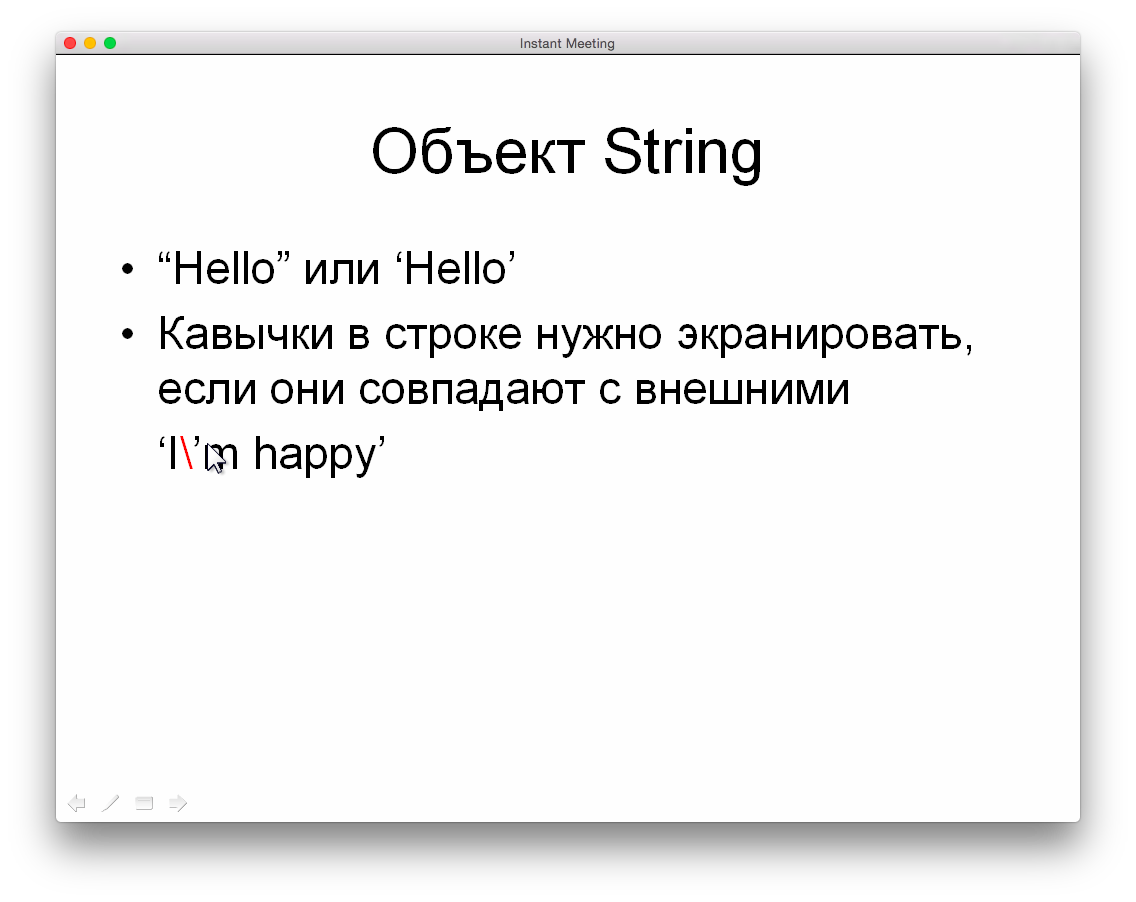 Instant Meeting
Объект String
• “Hello” или ‘Hello’
• Кавычки в строке нужно экранировать,
если они совпадают с внешними
‘I\’m happy’